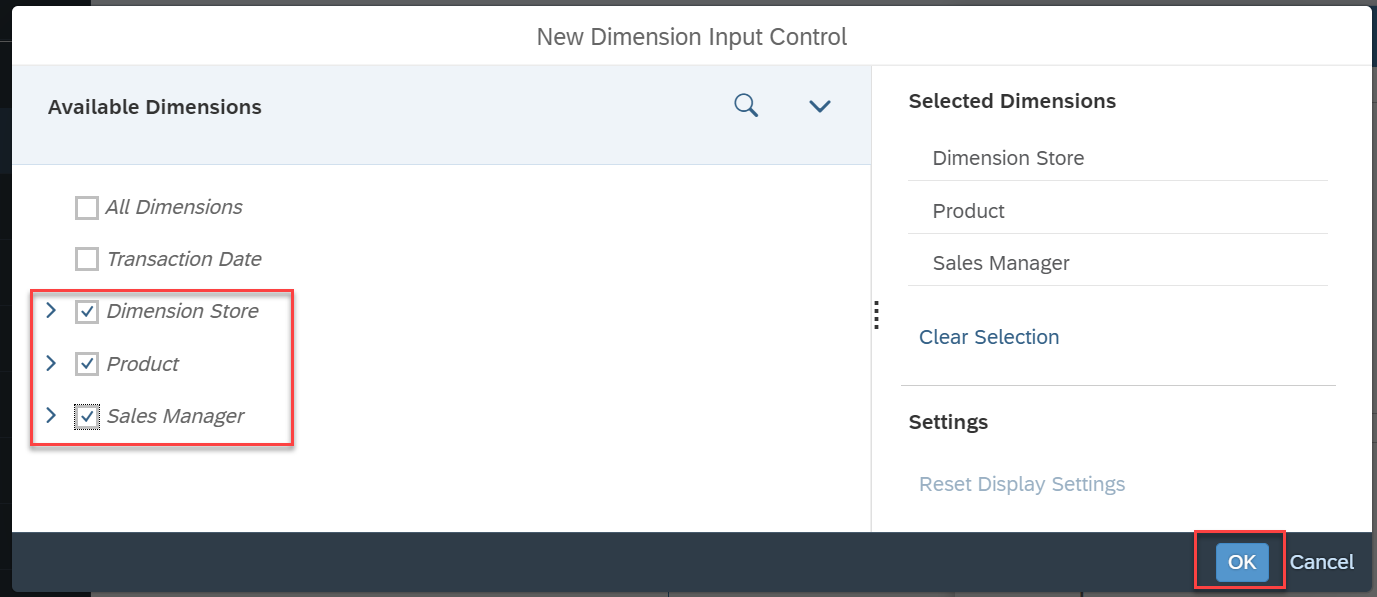 New Dimension Input Control
Available Dimensions
All Dimensions
Transaction Date
Dimension Store
Product
Sales Manager
Selected Dimensions
Dimension Store
Product
Sales Manager
Clear Selection
Settings
Reset Display Settings
OK Cancel